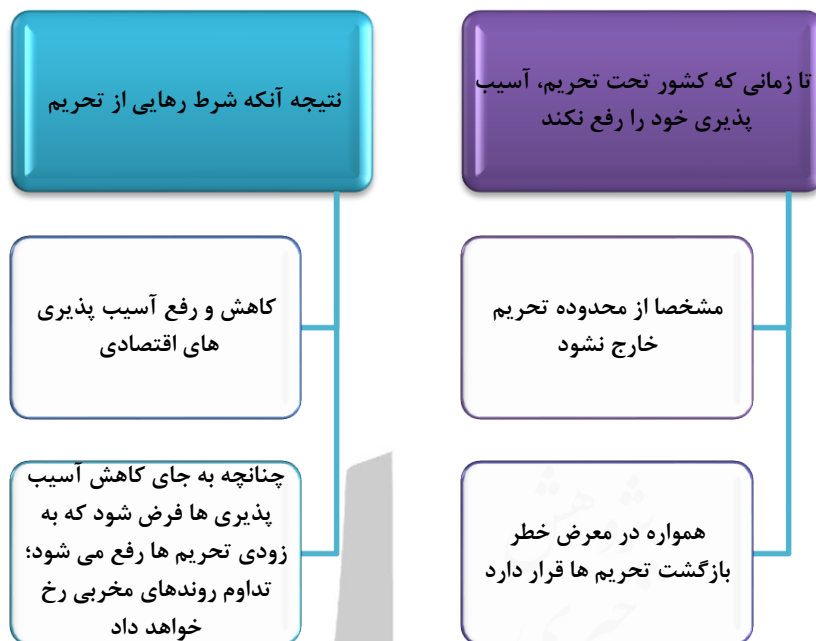 تا زمانی که کشور تحت تحریم، آسیب
پذیری خود را رفع نکند
مشخصا از محدوده تحریم
خارج نشود
همواره در معرض خطر
بازگشت تحریم ها قرار دارد
نتیجه آنکه شرط رهایی از تحریم
کاهش و رفع آسیب پذیری
های اقتصادی
چنانچه به جای کاهش آسیب
پذیری ها فرض شود که به
زودی تحریم ها رفع می شود؛
تداوم روندهای مخربی رخ
خواهد داد